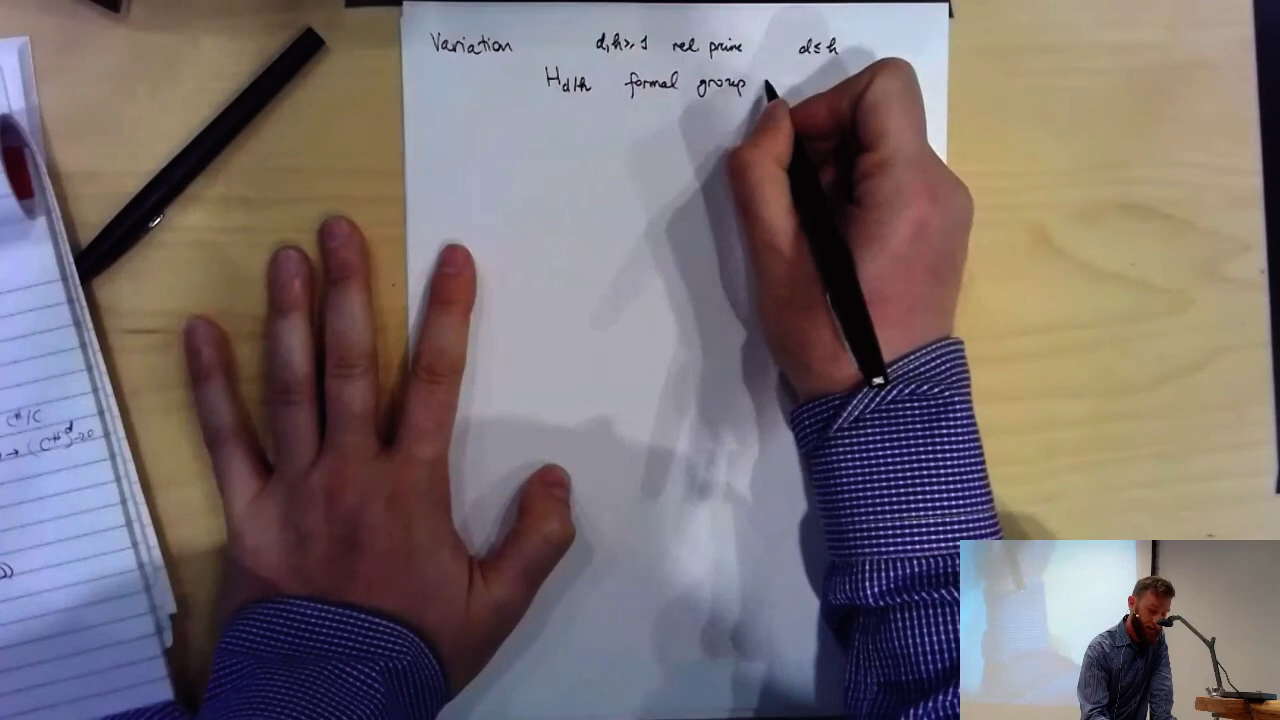 Variation d,h ≥ 1 rel prime d ≤ h
H_{d/h} formal group